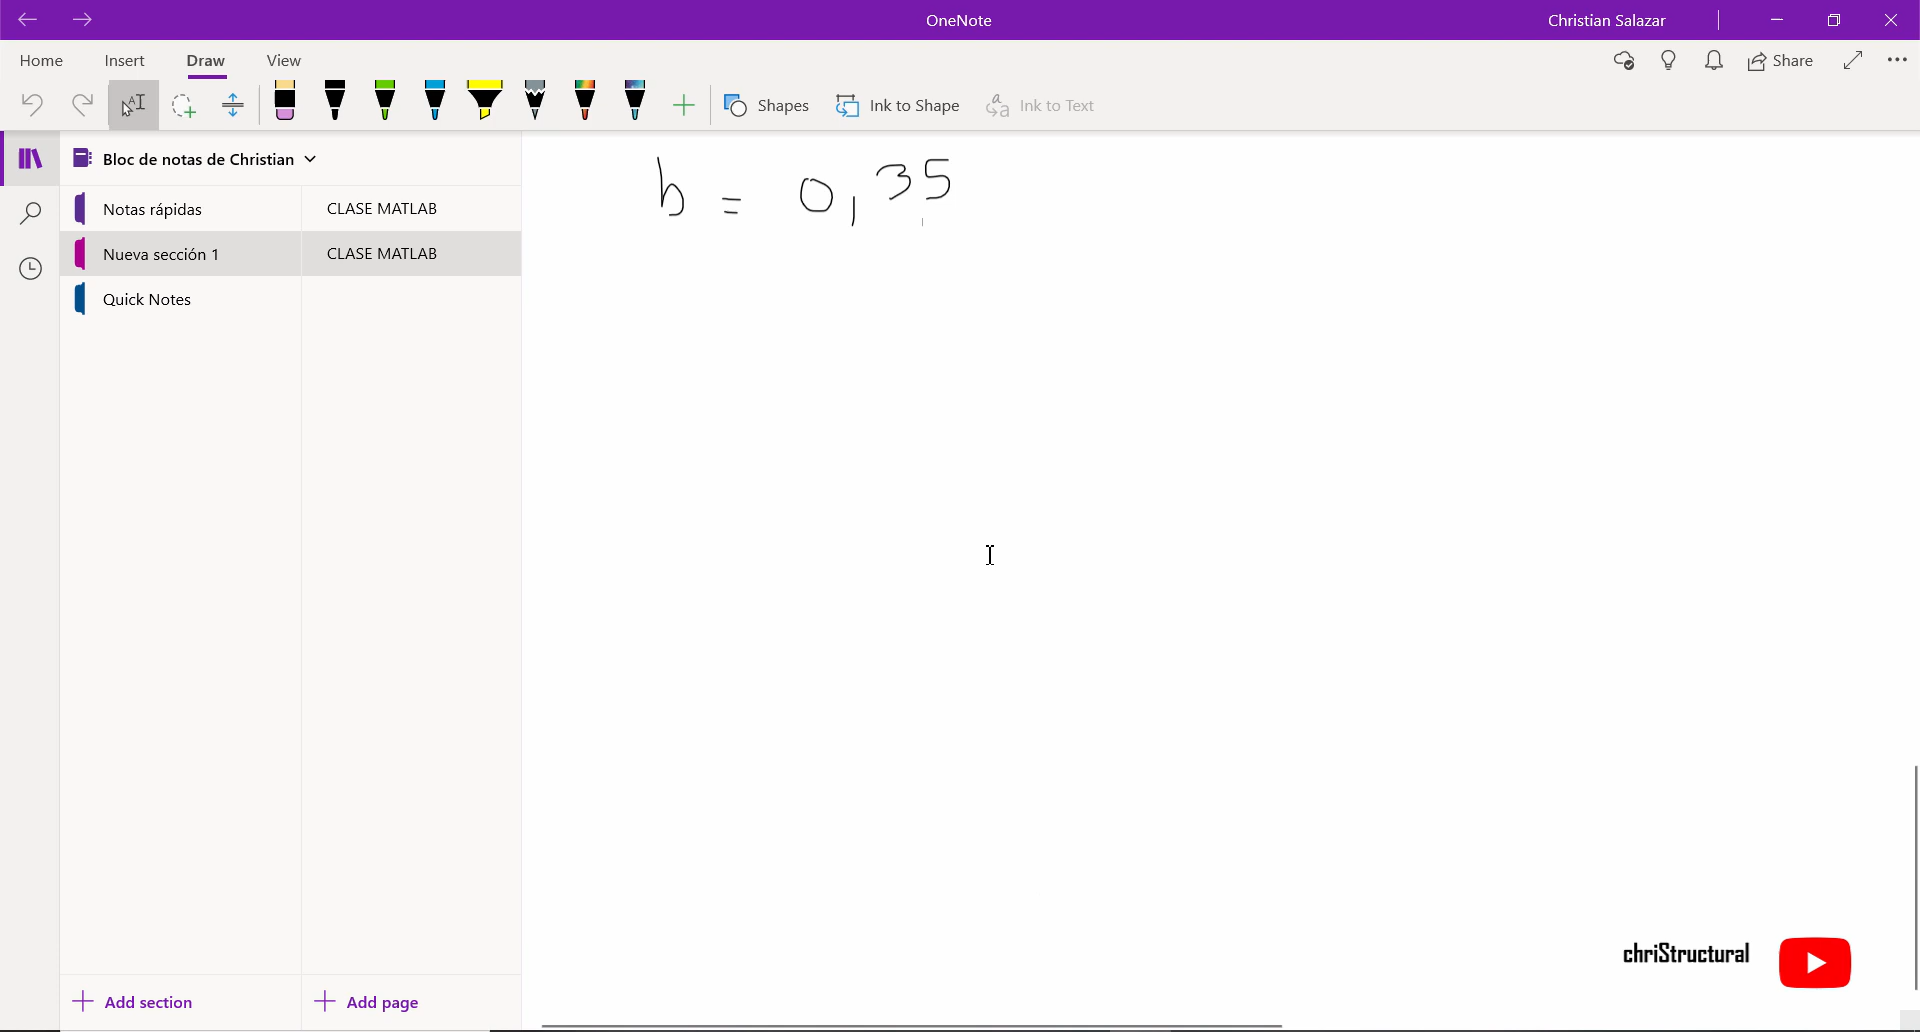 OneNote
Christian Salazar
Home Insert Draw View
Share
Shapes Ink to Shape Ink to Text
Bloc de notas de Christian
Notas rápidas
Nueva sección 1
Quick Notes
CLASE MATLAB
CLASE MATLAB
b = 0,35
chriStructural
Add section
Add page